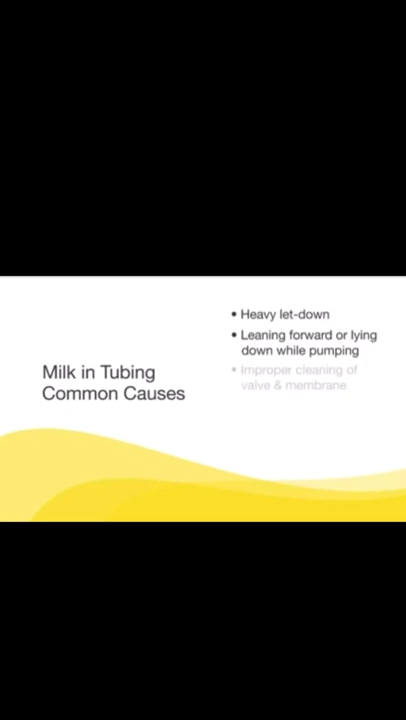 Milk in Tubing
Common Causes
• Heavy let-down
• Leaning forward or lying
down while pumping
• Improper cleaning of
valve & membrane